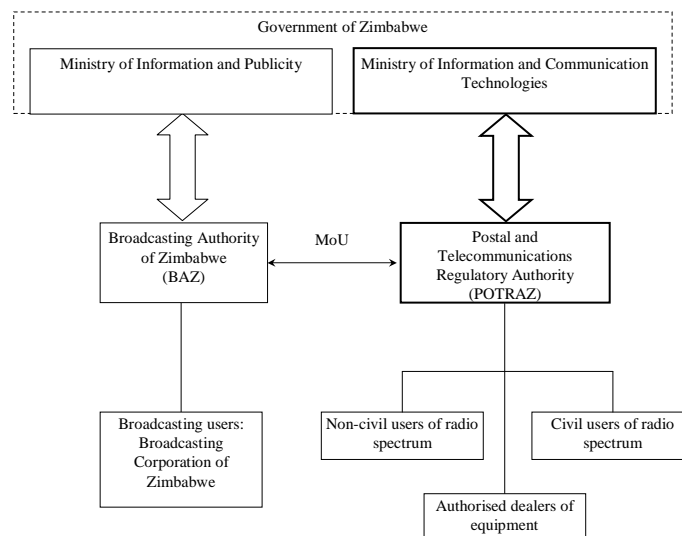 Government of Zimbabwe
Ministry of Information and Publicity
Ministry of Information and Communication
Technologies
Broadcasting Authority
of Zimbabwe
(BAZ)
MoU
Postal and
Telecommunications
Regulatory Authority
(POTRAZ)
Broadcasting users:
Broadcasting
Corporation of
Zimbabwe
Non-civil users of radio
spectrum
Civil users of radio
spectrum
Authorised dealers of
equipment